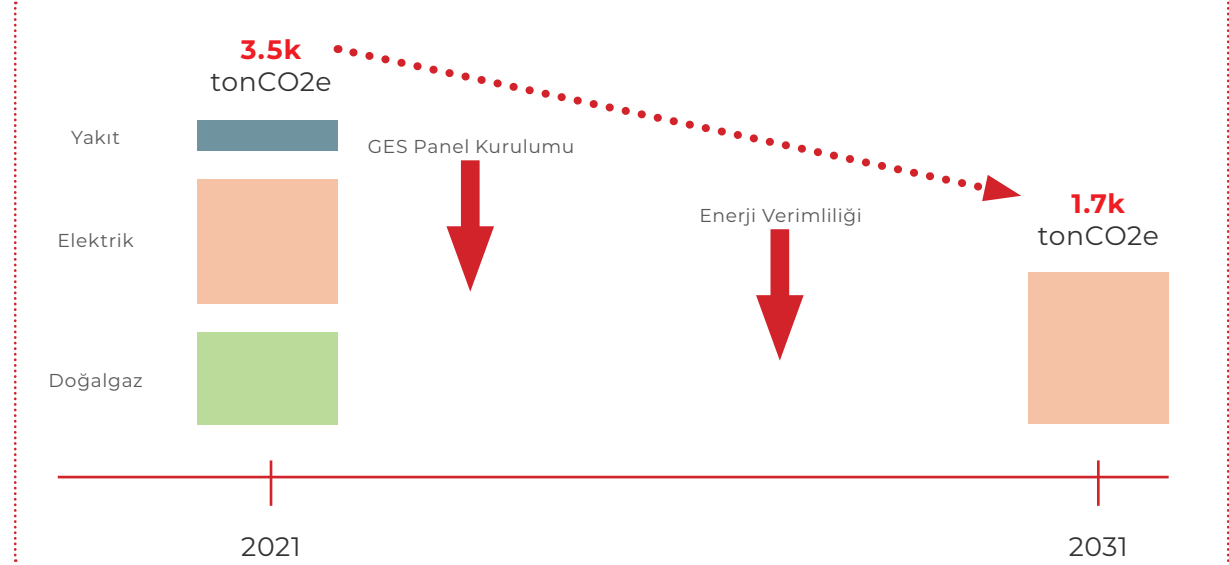 3.5k
tonCO2e
Yakıt
GES Panel Kurulumu
Elektrik
Enerji Verimliliği
1.7k
tonCO2e
Doğalgaz
2021
2031